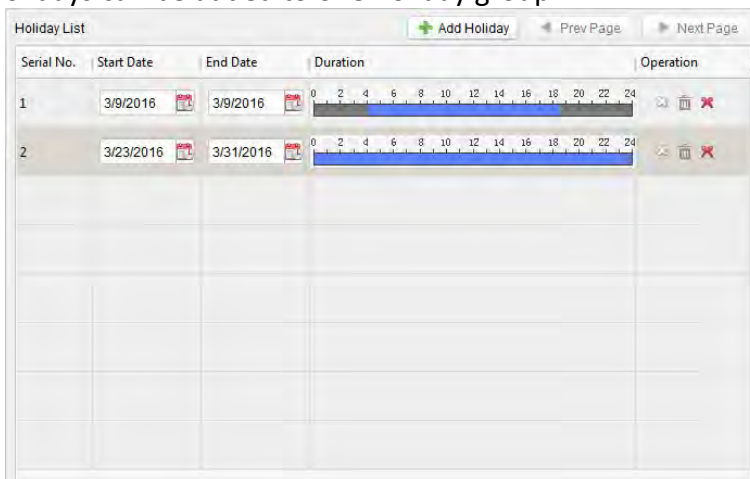 Holiday List Add Holiday Prev Page Next Page
Serial No. Start Date End Date Duration Operation
0 2 4 6 8 10 12 14 16 18 20 22 24
1 3/9/2016 3/9/2016
0 2 4 6 8 10 12 14 16 18 20 22 24
2 3/23/2016 3/31/2016